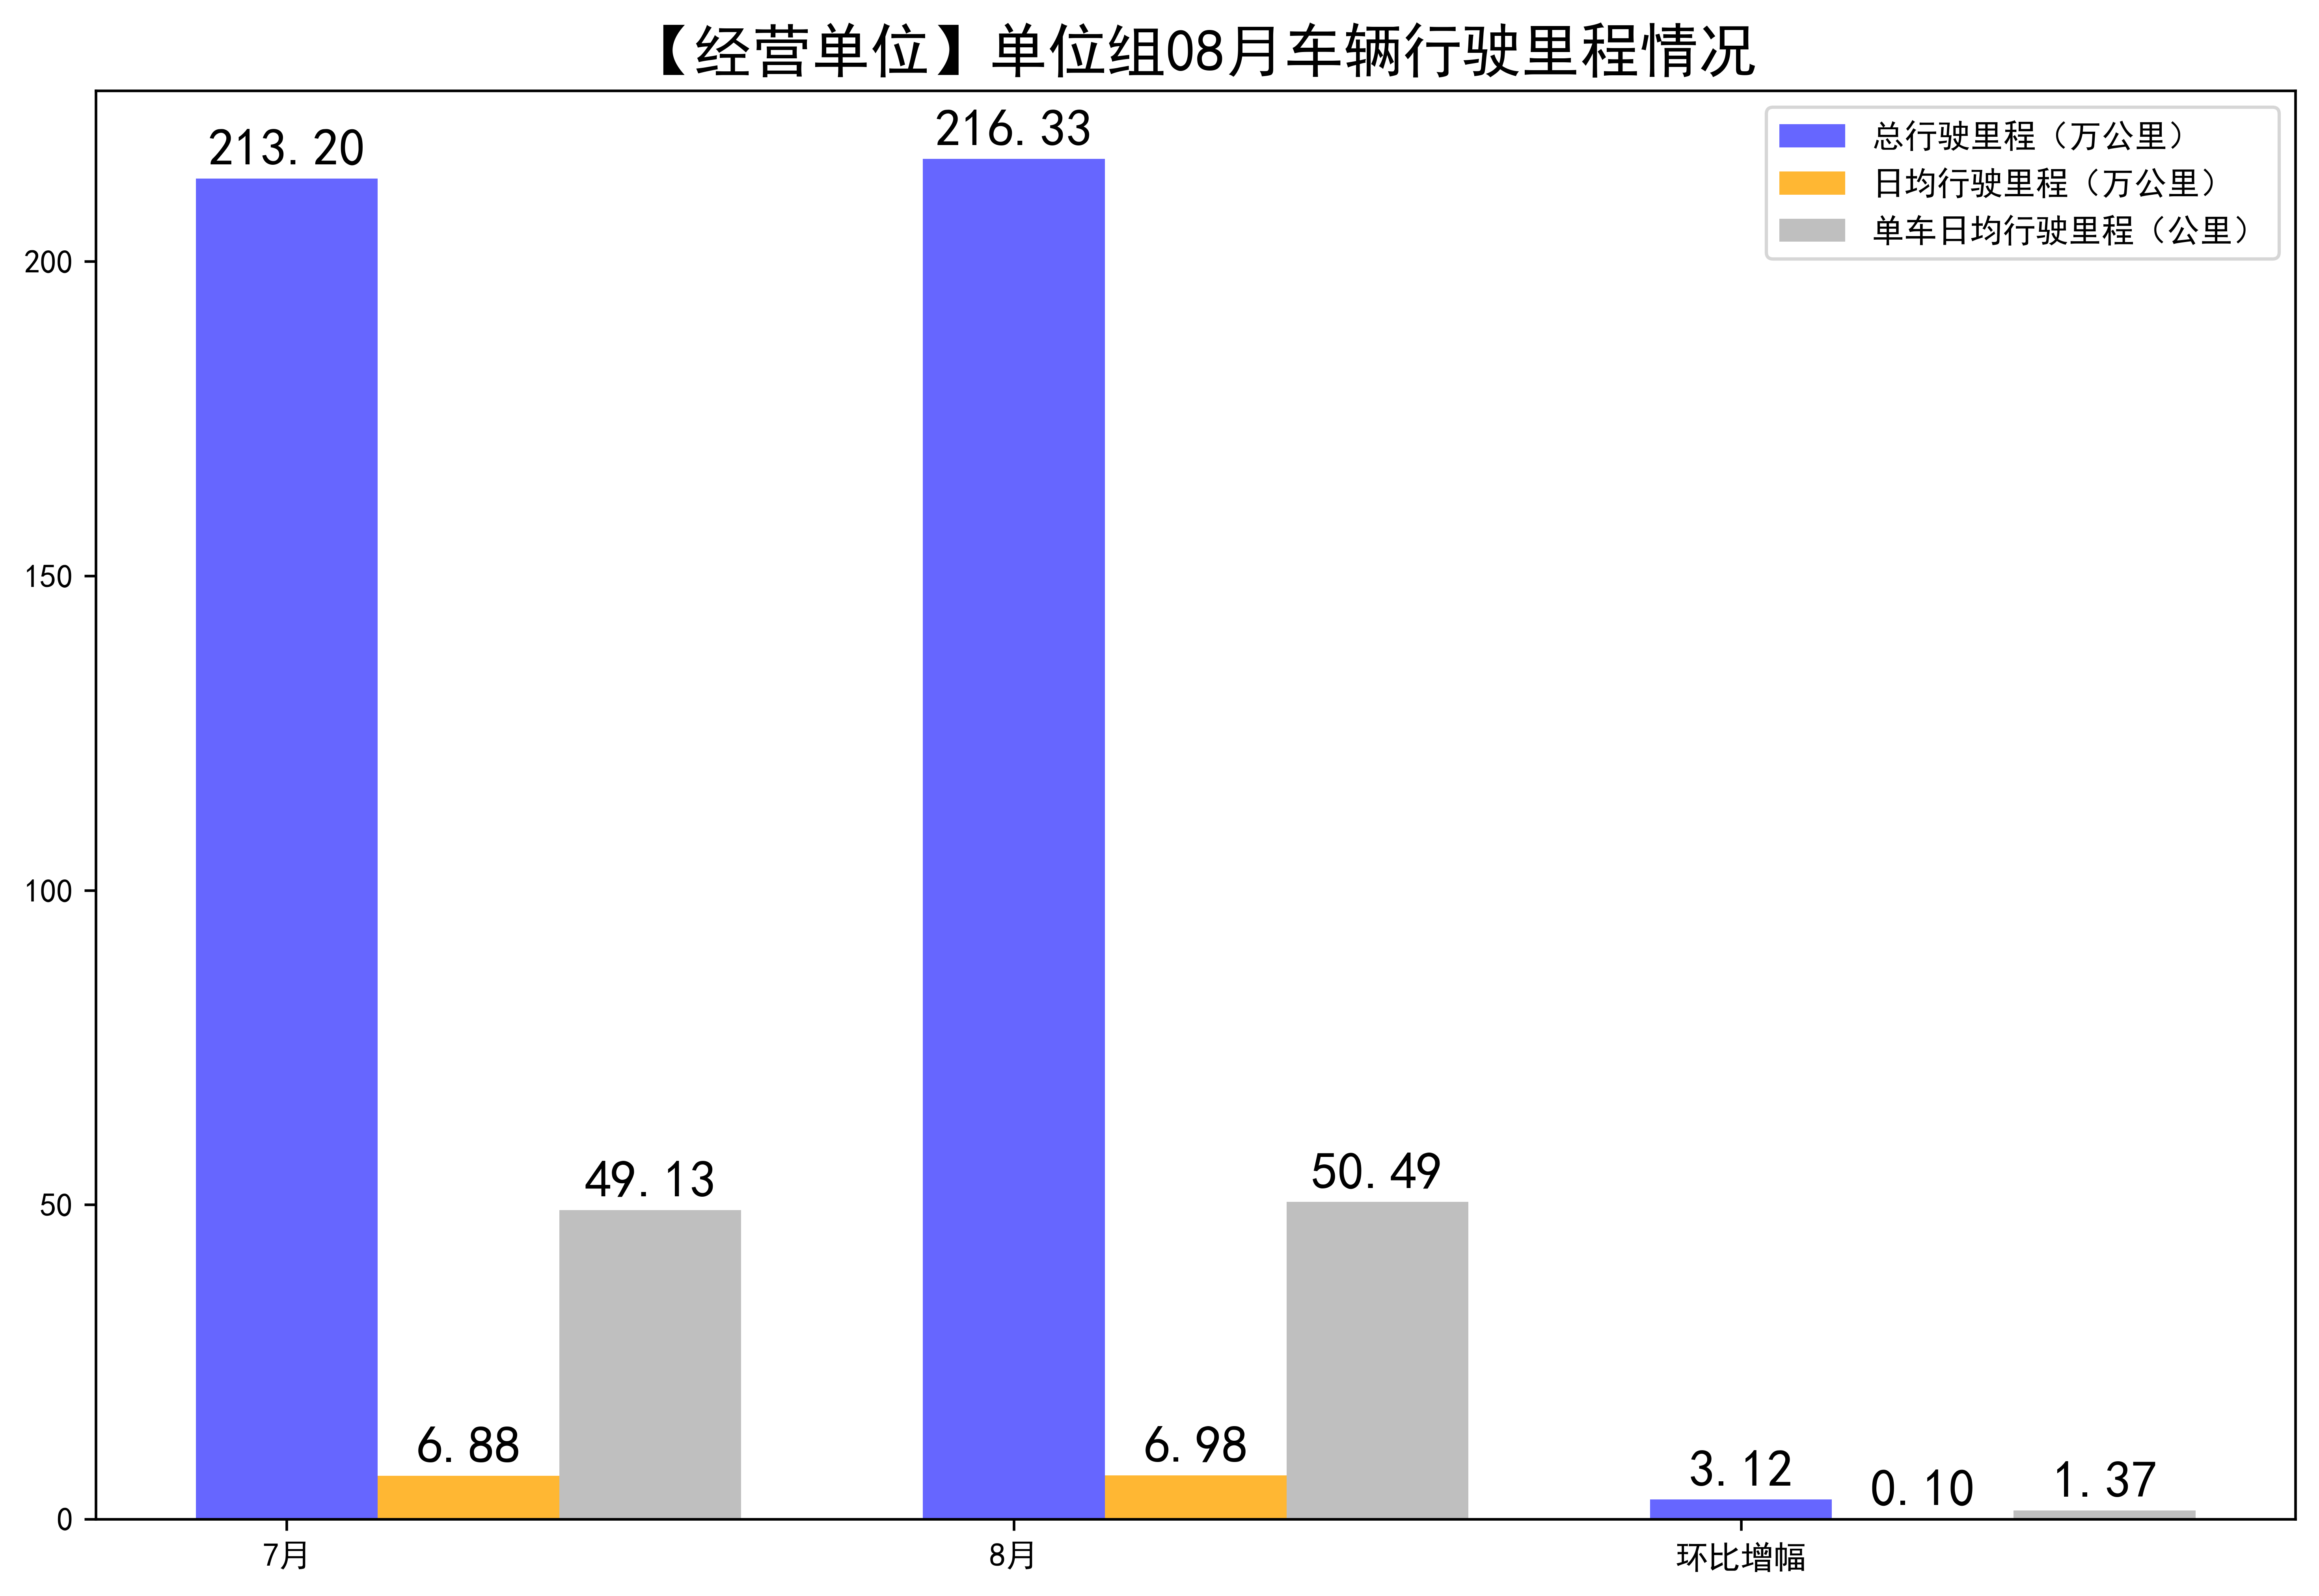 【经营单位】单位组08月车辆行驶里程情况
总行驶里程（万公里）
日均行驶里程（万公里）
单车日均行驶里程（公里）
213.20
216.33
200
150
100
50
0
49.13
50.49
6.88
6.98
3.12
0.10
1.37
7月
8月
环比增幅